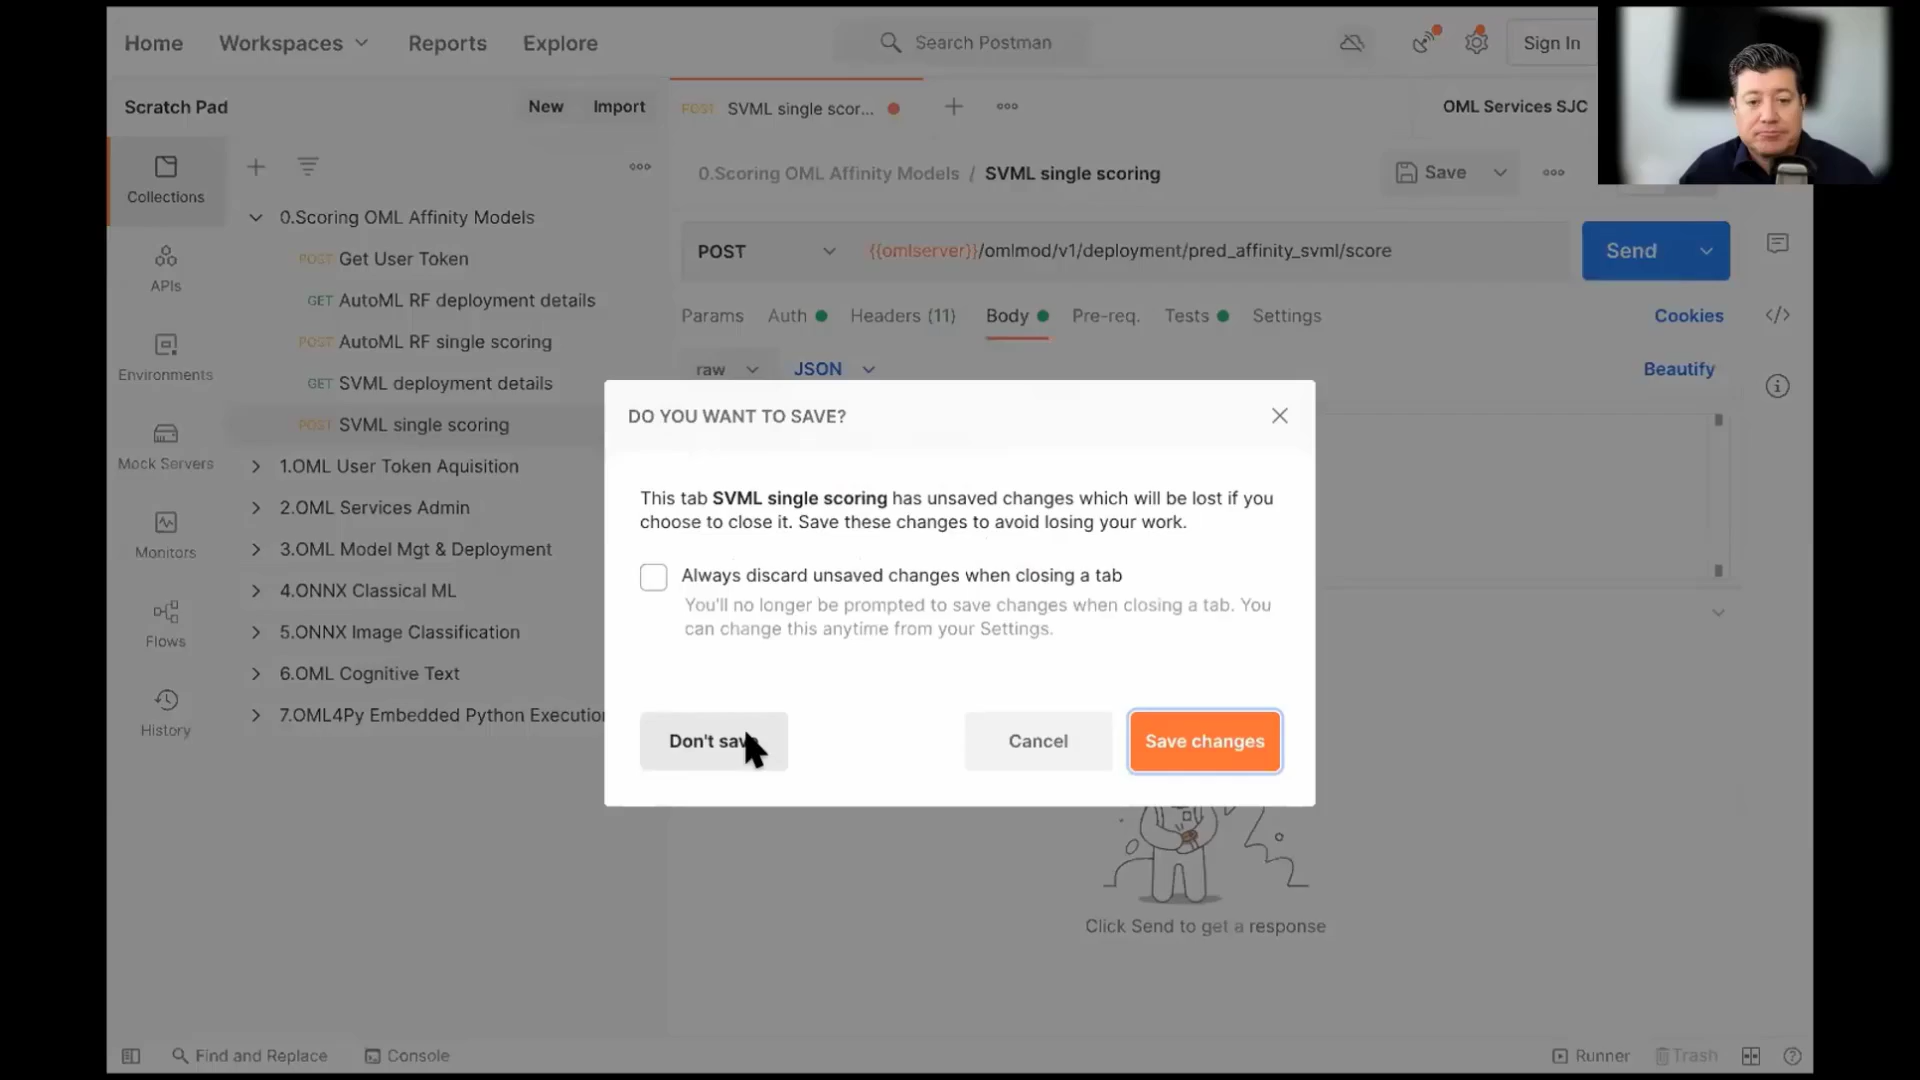 Home Workspaces Reports Explore Search Postman Sign In
Scratch Pad New Import
POST SVML single scor... OML Services SJC
Collections
0.Scoring OML Affinity Models / SVML single scoring Save
0.Scoring OML Affinity Models
POST Get User Token
GET AutoML RF deployment details
POST AutoML RF single scoring
GET SVML deployment details
POST SVML single scoring
1.OML User Token Aquisition
2.OML Services Admin
3.OML Model Mgt & Deployment
4.ONNX Classical ML
5.ONNX Image Classification
6.OML Cognitive Text
7.OML4Py Embedded Python Execution
APIs
Environments
Mock Servers
Monitors
Flows
History
POST {{omlserver}}/omlmod/v1/deployment/pred_affinity_svml/score Send
Params Auth Headers (11) Body Pre-req. Tests Settings Cookies
raw JSON Beautify
DO YOU WANT TO SAVE?
This tab SVML single scoring has unsaved changes which will be lost if you
choose to close it. Save these changes to avoid losing your work.
Always discard unsaved changes when closing a tab
You'll no longer be prompted to save changes when closing a tab. You
can change this anytime from your Settings.
Don't save Cancel Save changes
Click Send to get a response
Find and Replace Console Runner Trash